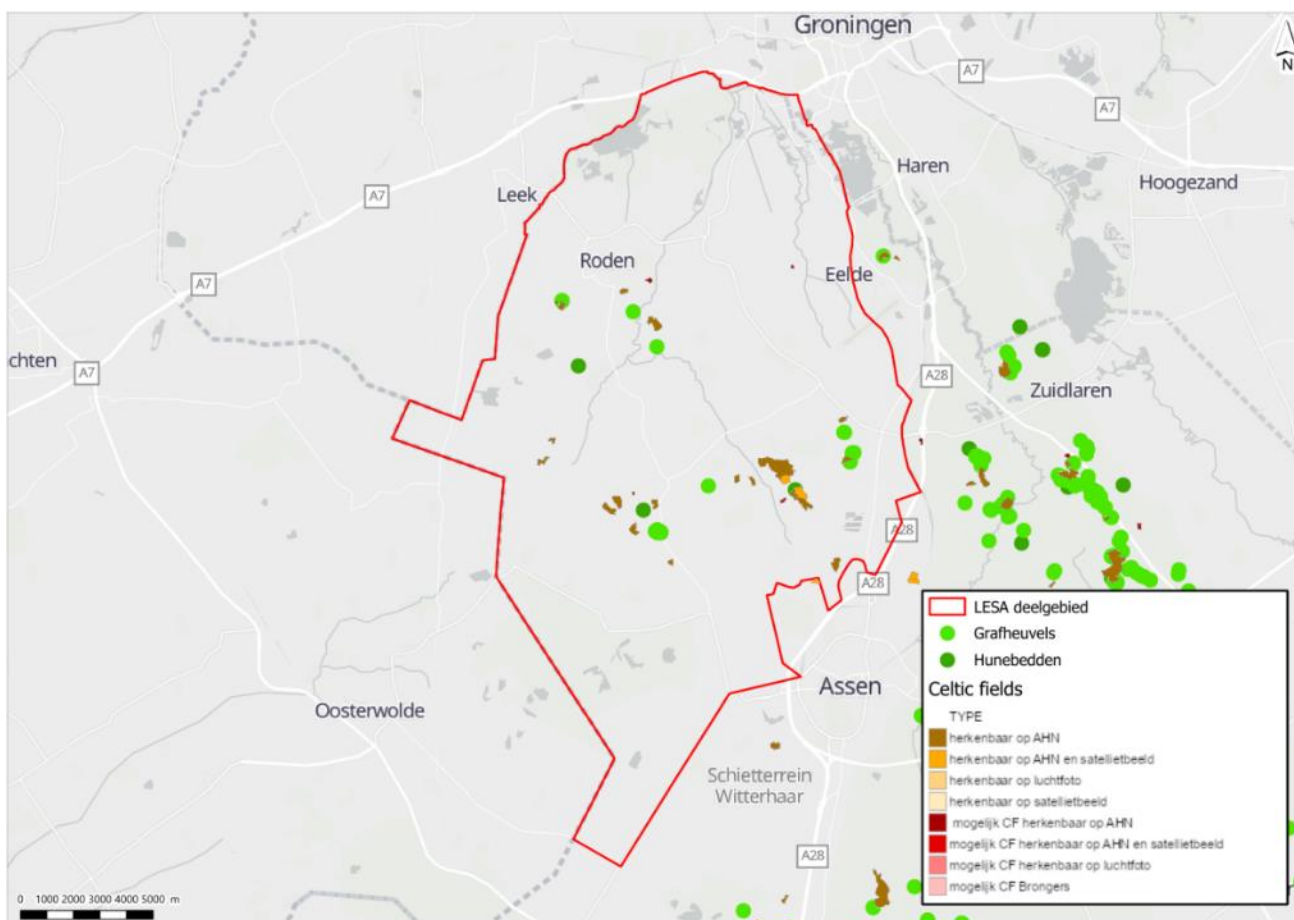 Groningen
N
A7
A7
Haren
Hoogezand
A7
Leek
Roden
Eelde
A7
chten
A7
A28
Zuidlaren
A28
A28
Assen
Oosterwolde
Schietterrein
Witterhaar
A28
LESA deelgebied
Grafheuvels
Hunebedden
Celtic fields
TYPE
herkenbaar op AHN
herkenbaar op AHN en satellietbeeld
herkenbaar op luchtfoto
herkenbaar op satellietbeeld
mogelijk CF herkenbaar op AHN
mogelijk CF herkenbaar op AHN en satellietbeeld
mogelijk CF herkenbaar op luchtfoto
mogelijk CF Brongers
0 1000 2000 3000 4000 5000 m